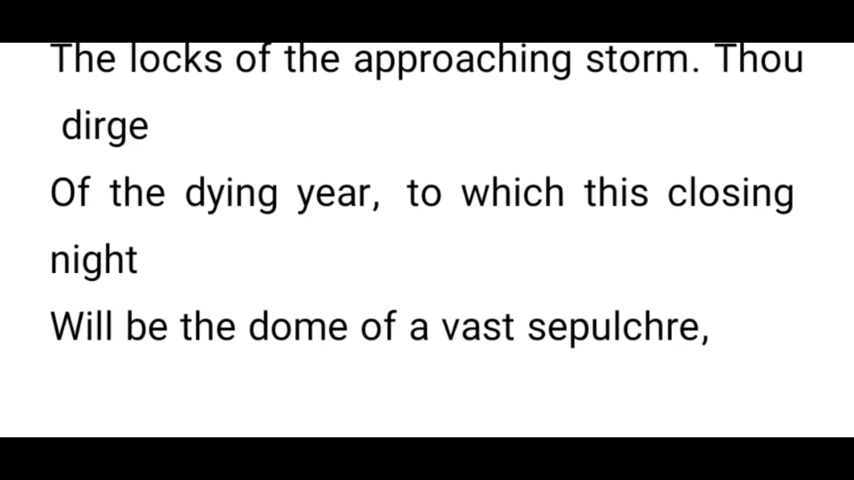 The locks of the approaching storm. Thou
dirge
Of the dying year, to which this closing
night
Will be the dome of a vast sepulchre,